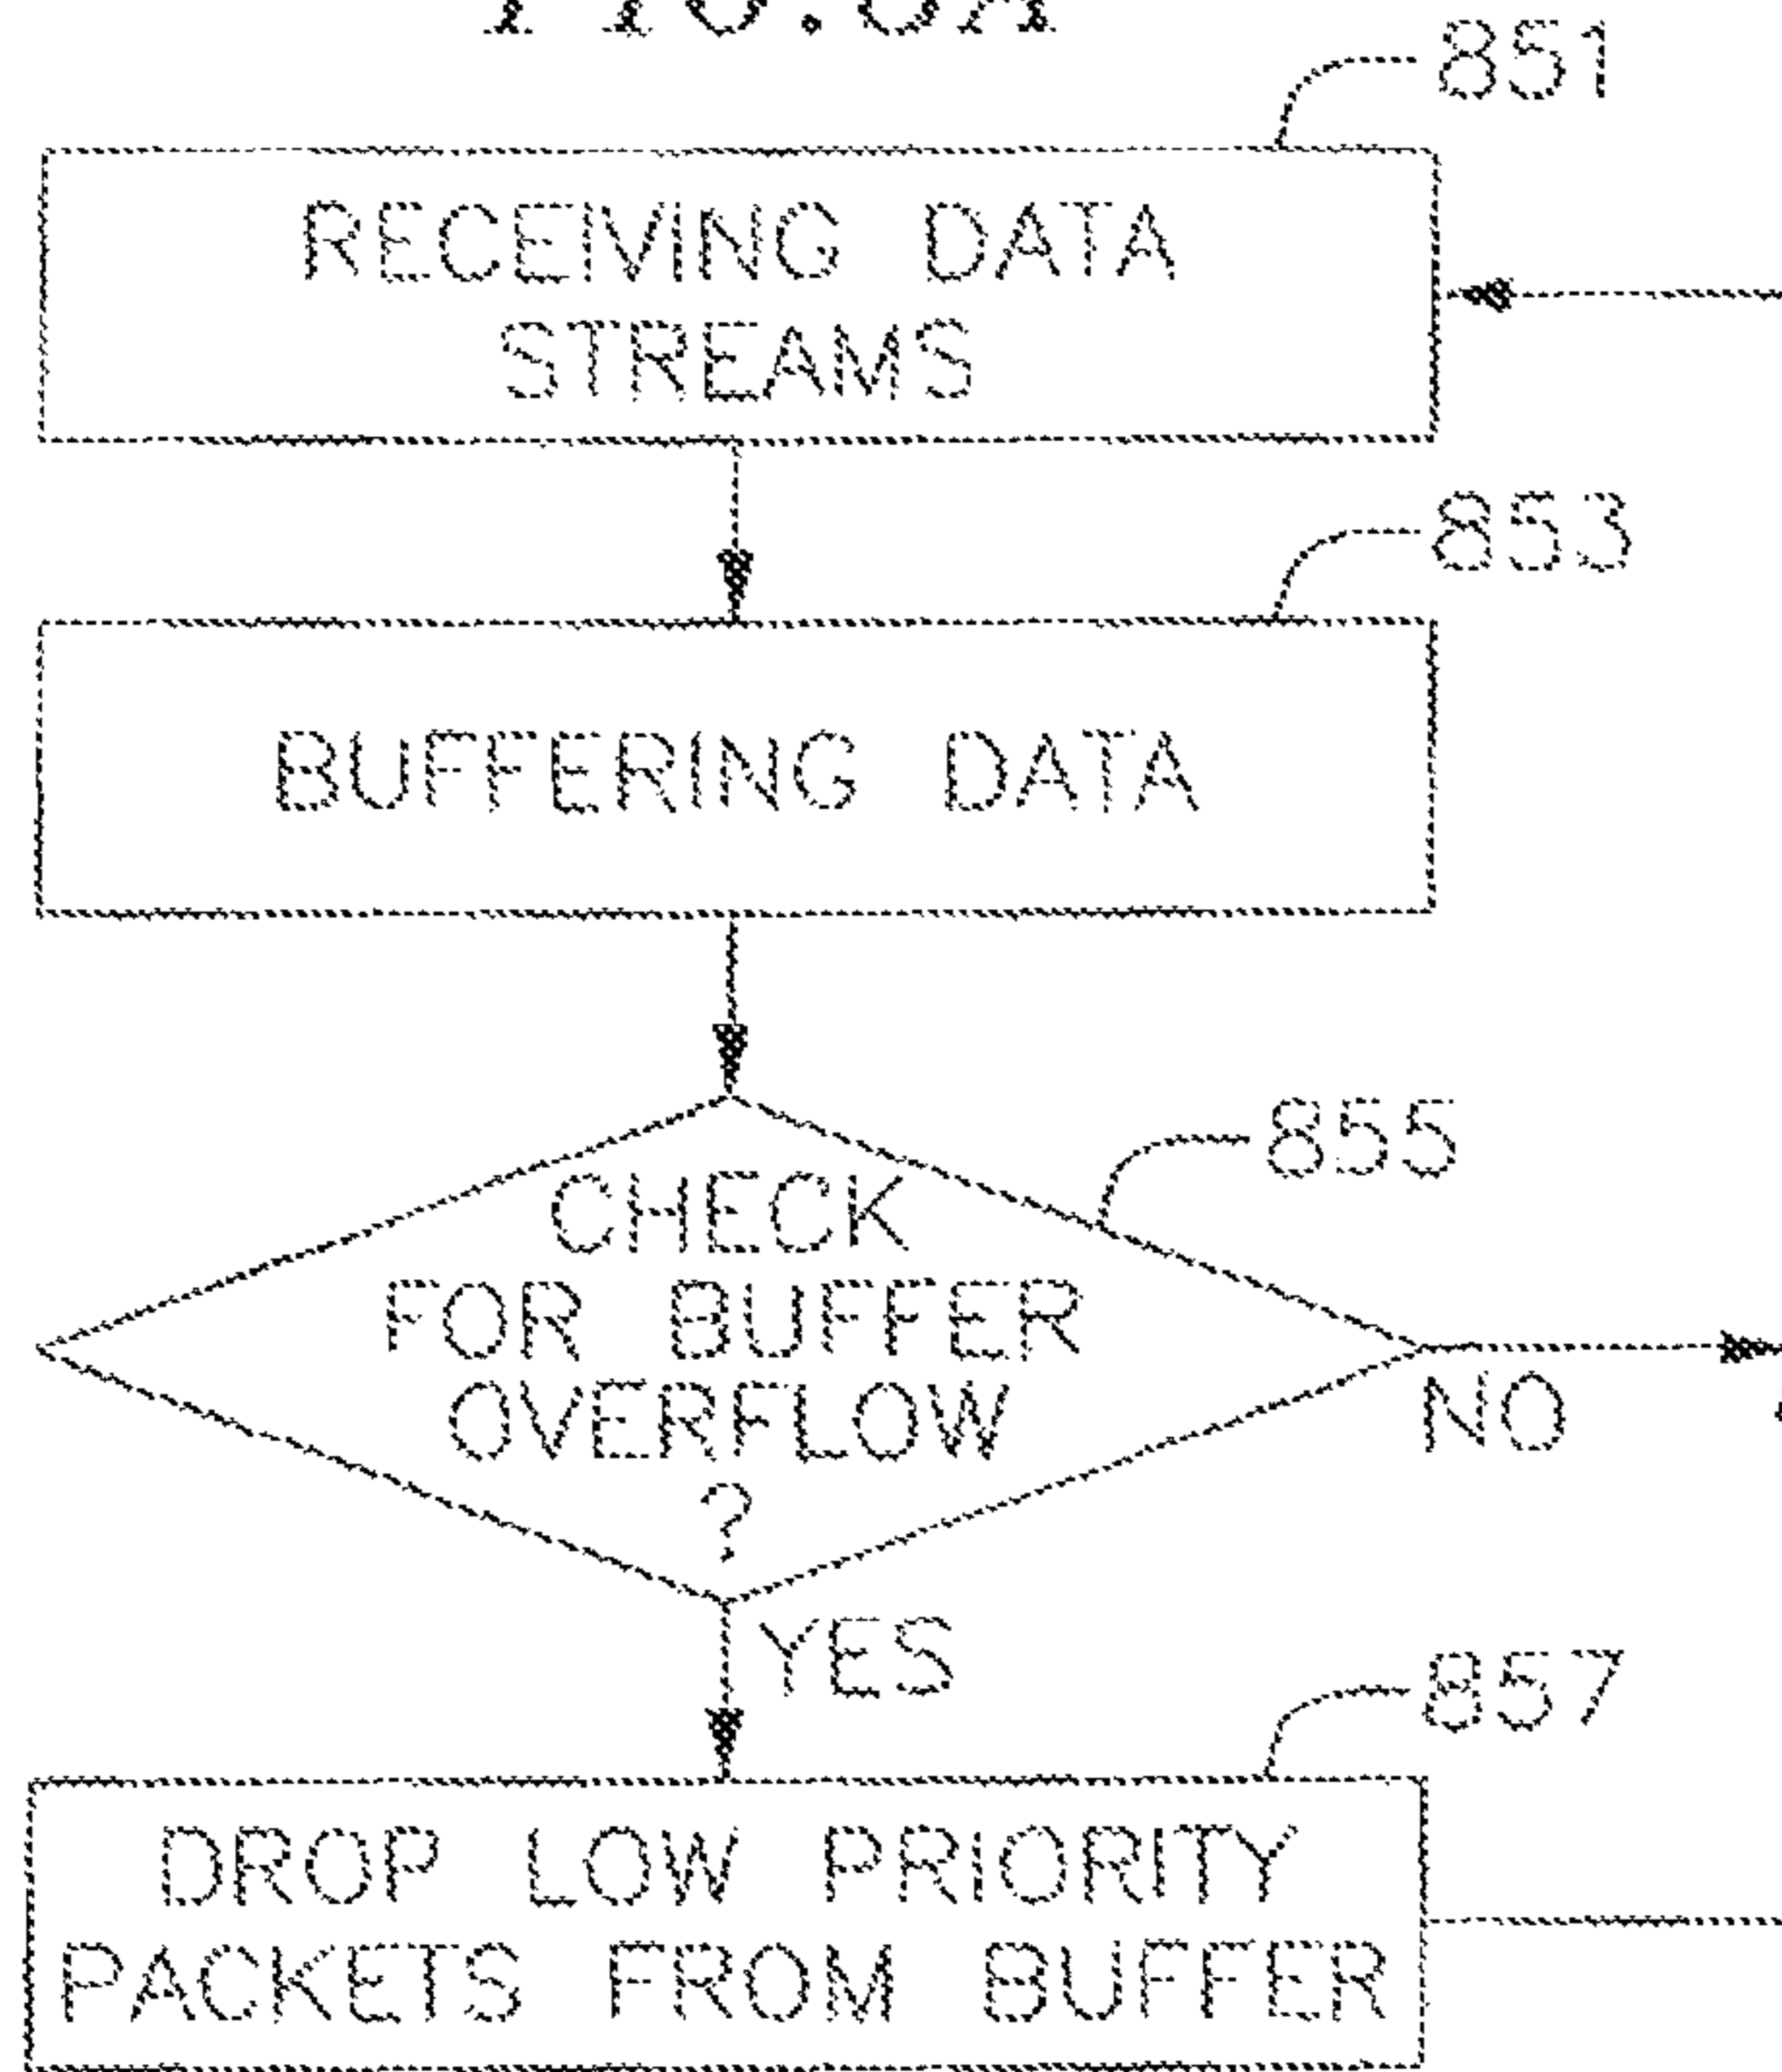 851
RECEIVING DATA
STREAMS
853
BUFFERING DATA
855
CHECK
FOR BUFFER
OVERFLOW
?
NO
YES
857
DROP LOW PRIORITY
PACKETS FROM BUFFER